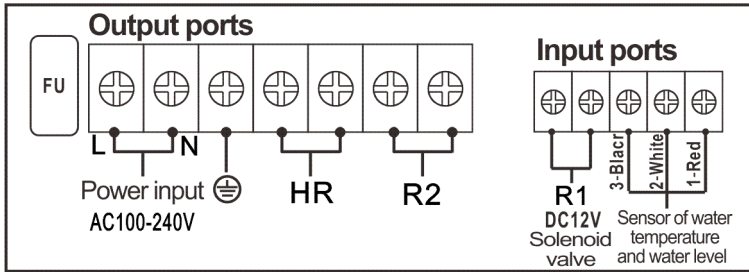 Output ports
FU
L
N
Power input
AC100-240V
HR
R2
Input ports
R1
DC12V
Solenoid
valve
3-Blacr
2-White
1-Red
Sensor of water
temperature
and water level